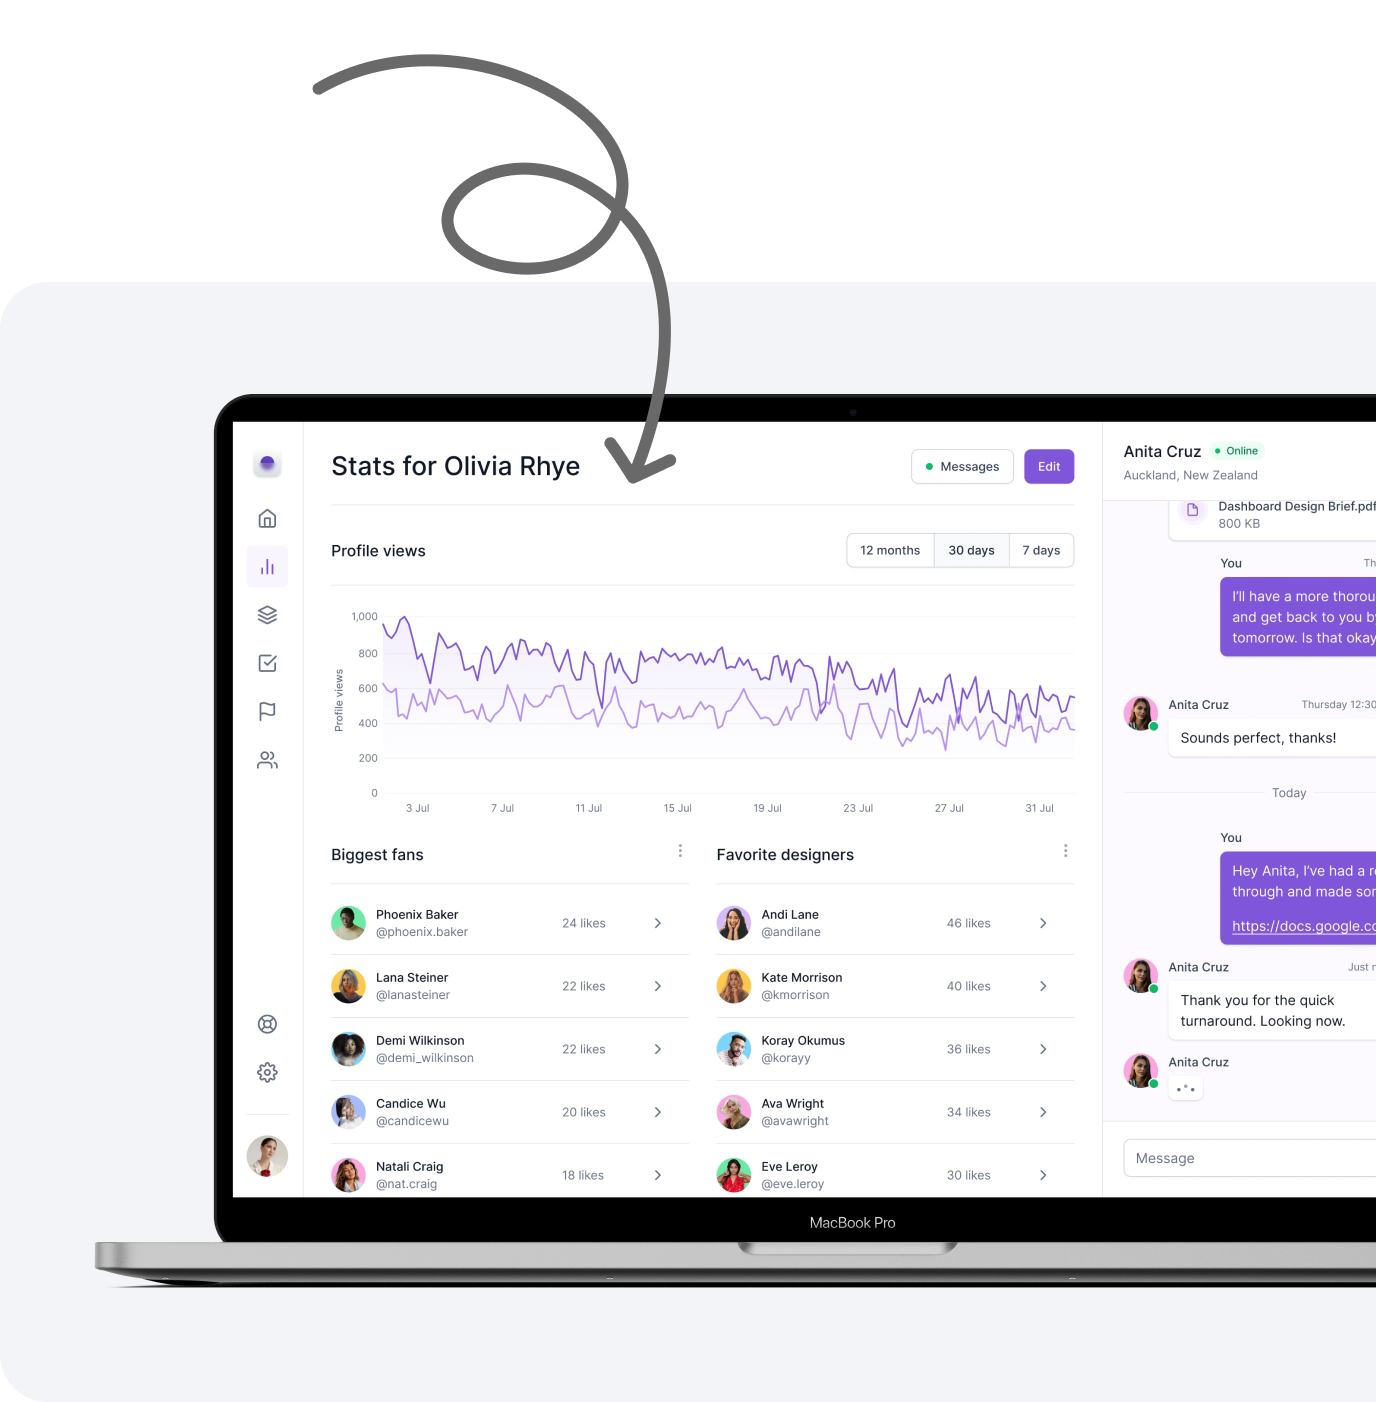 Stats for Olivia Rhye
Messages
Edit
Profile views
12 months
30 days
7 days
Profile views
1,000
800
600
400
200
0
3 Jul
7 Jul
11 Jul
15 Jul
19 Jul
23 Jul
27 Jul
31 Jul
Biggest fans
Phoenix Baker
@phoenix.baker
24 likes
Lana Steiner
@lanasteiner
22 likes
Demi Wilkinson
@demi_wilkinson
22 likes
Candice Wu
@candicewu
20 likes
Natali Craig
@nat.craig
18 likes
Favorite designers
Andi Lane
@andilane
46 likes
Kate Morrison
@kmorrison
40 likes
Koray Okumus
@korayy
36 likes
Ava Wright
@avawright
34 likes
Eve Leroy
@eve.leroy
30 likes
Anita Cruz
Online
Auckland, New Zealand
Dashboard Design Brief.pdf
800 KB
You
I'll have a more
and get back to you
tomorrow. Is that okay
Anita Cruz
Thursday 12:30
Sounds perfect, thanks!
Today
You
Hey Anita, I've had a
through and made
https://docs.google.
Anita Cruz
Just
Thank you for the quick
turnaround. Looking now.
Anita Cruz
Message
MacBook Pro